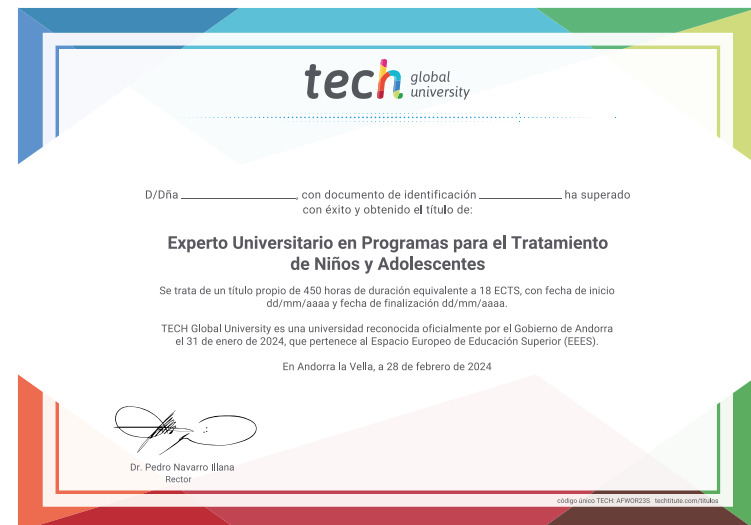 tech global university
D/Dña ______________, con documento de identificación __________ ha superado
con éxito y obtenido el título de:
Experto Universitario en Programas para el Tratamiento
de Niños y Adolescentes
Se trata de un título propio de 450 horas de duración equivalente a 18 ECTS, con fecha de inicio
dd/mm/aaaa y fecha de finalización dd/mm/aaaa.
TECH Global University es una universidad reconocida oficialmente por el Gobierno de Andorra
el 31 de enero de 2024, que pertenece al Espacio Europeo de Educación Superior (EEES).
En Andorra la Vella, a 28 de febrero de 2024
Dr. Pedro Navarro Illana
Rector
código único TECH: AFWOR23S techtitute.com/titulos